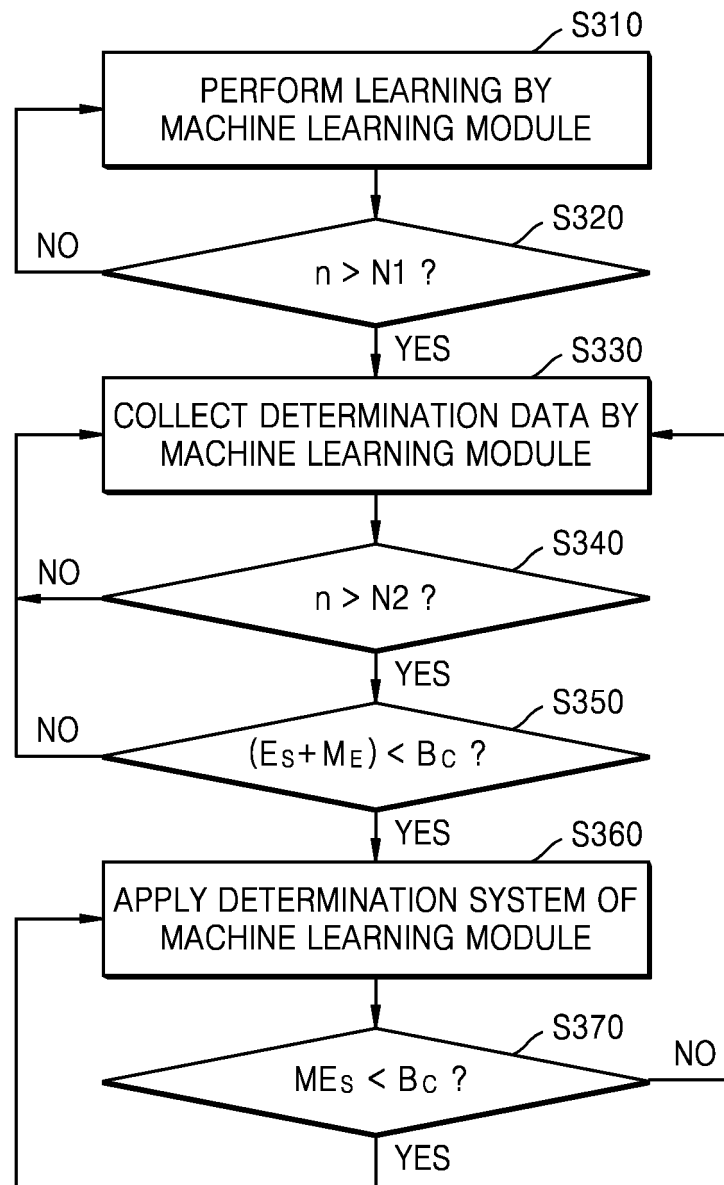 S310
PERFORM LEARNING BY
MACHINE LEARNING MODULE
S320
NO
n > N1 ?
YES
S330
COLLECT DETERMINATION DATA BY
MACHINE LEARNING MODULE
S340
NO
n > N2 ?
YES
S350
NO
(ES+ME) < BC ?
YES
S360
APPLY DETERMINATION SYSTEM OF
MACHINE LEARNING MODULE
S370
NO
MES < BC ?
YES